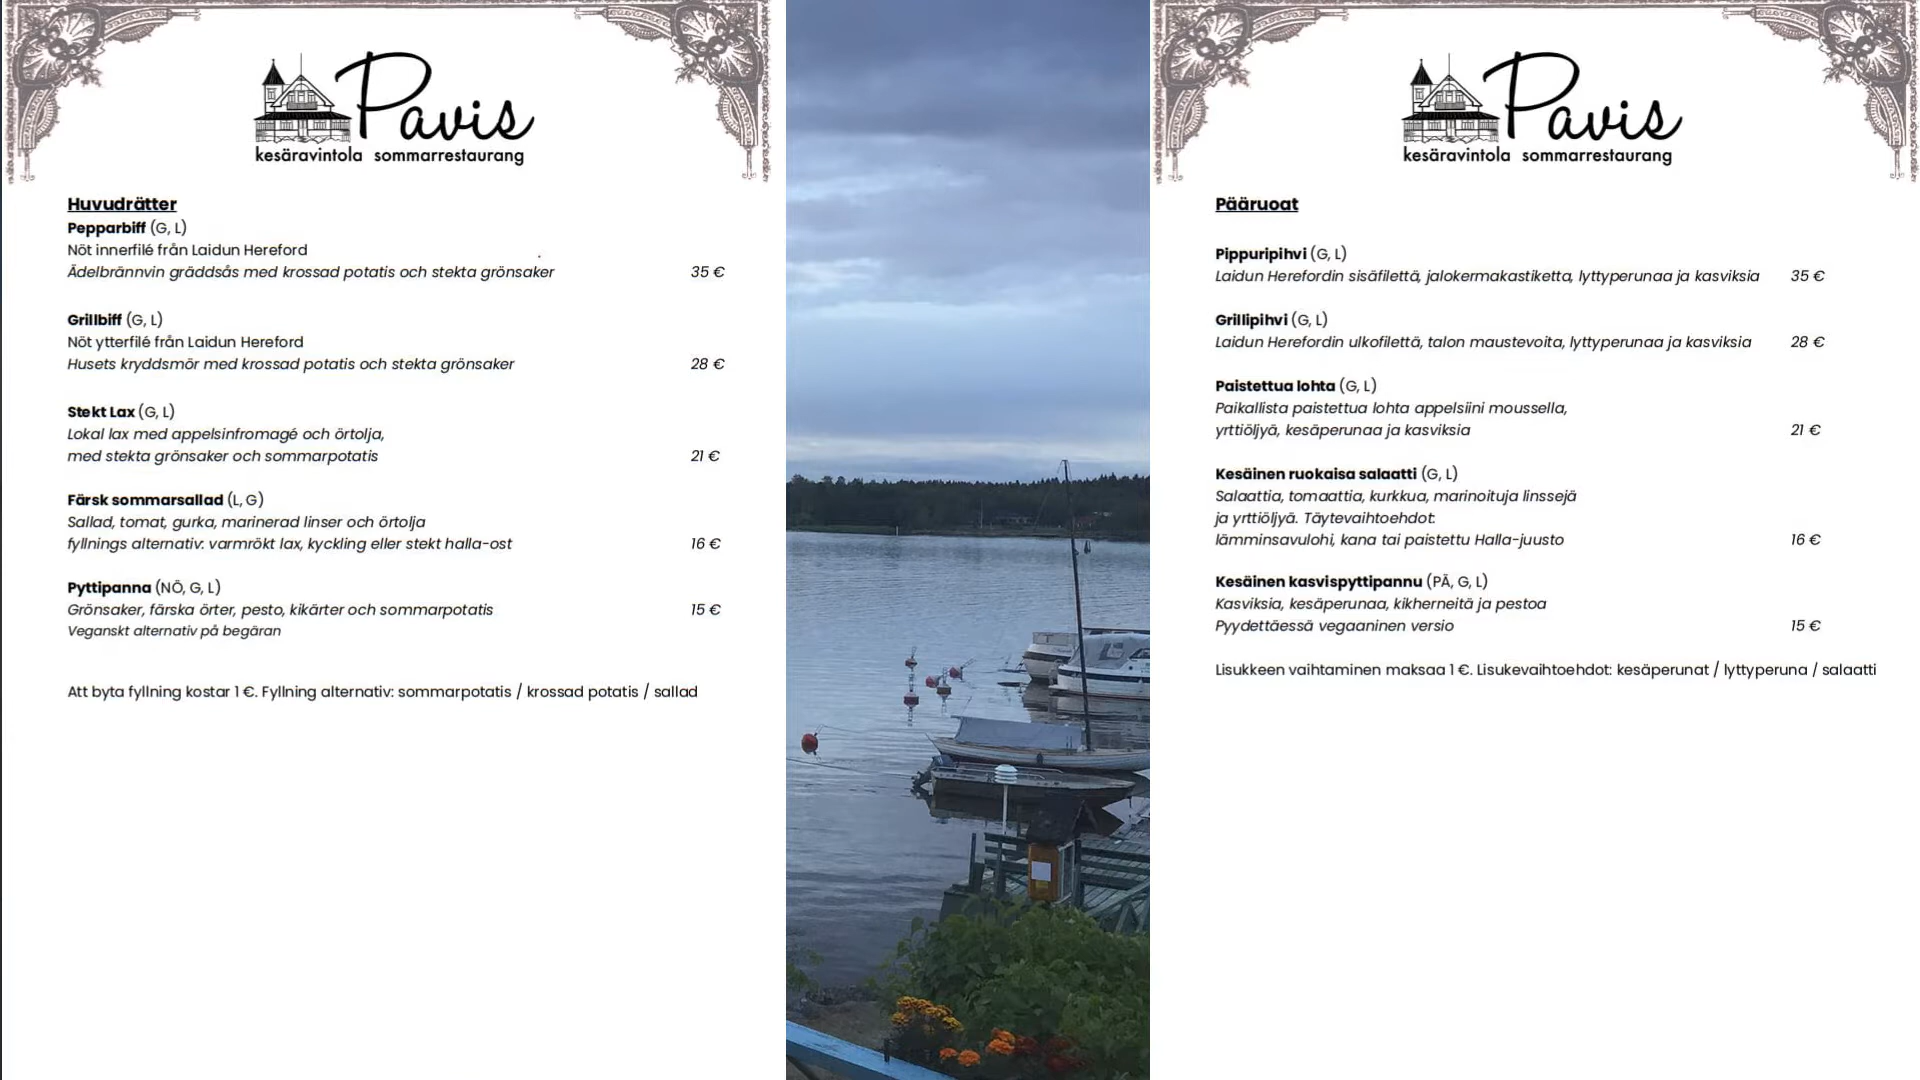 Pavis
kesäravintola sommarrestaurang
Huvudrätter
Pepparbiff (G, L)
Nöt innerfilé från Laidun Hereford
Ädelbrännvin gräddsås med krossad potatis och stekta grönsaker 35 €
Grillbiff (G, L)
Nöt ytterfilé från Laidun Hereford
Husets kryddsmör med krossad potatis och stekta grönsaker 28 €
Stekt Lax (G, L)
Lokal lax med appelsinfromagé och örtolja,
med stekta grönsaker och sommarpotatis 21 €
Färsk sommarsallad (L, G)
Sallad, tomat, gurka, marinerad linser och örtolja
fyllnings alternativ: varmrökt lax, kyckling eller stekt halla-ost 16 €
Pyttipanna (NÖ, G, L)
Grönsaker, färska örter, pesto, kikärter och sommarpotatis 15 €
Veganskt alternativ på begäran
Att byta fyllning kostar 1 €. Fyllning alternativ: sommarpotatis / krossad potatis / sallad
Pavis
kesäravintola sommarrestaurang
Pääruoat
Pippuripihvi (G, L)
Laidun Herefordin sisäfilettä, jalokermakastiketta, lyttyperunaa ja kasviksia 35 €
Grillipihvi (G, L)
Laidun Herefordin ulkofilettä, talon maustevoita, lyttyperunaa ja kasviksia 28 €
Paistettua lohta (G, L)
Paikallista paistettua lohta appelsiini moussella,
yrttiöljyä, kesäperunaa ja kasviksia 21 €
Kesäinen ruokaisa salaatti (G, L)
Salaattia, tomaattia, kurkkua, marinoituja linssejä
ja yrttiöljyä. Täytevaihtoehdot:
lämminsavulohi, kana tai paistettu Halla-juusto 16 €
Kesäinen kasvispyttipannu (PÄ, G, L)
Kasviksia, kesäperunaa, kikherneitä ja pestoa
Pyydettäessä vegaaninen versio 15 €
Lisukkeen vaihtaminen maksaa 1 €. Lisukevaihtoehdot: kesäperunat / lyttyperuna / salaatti